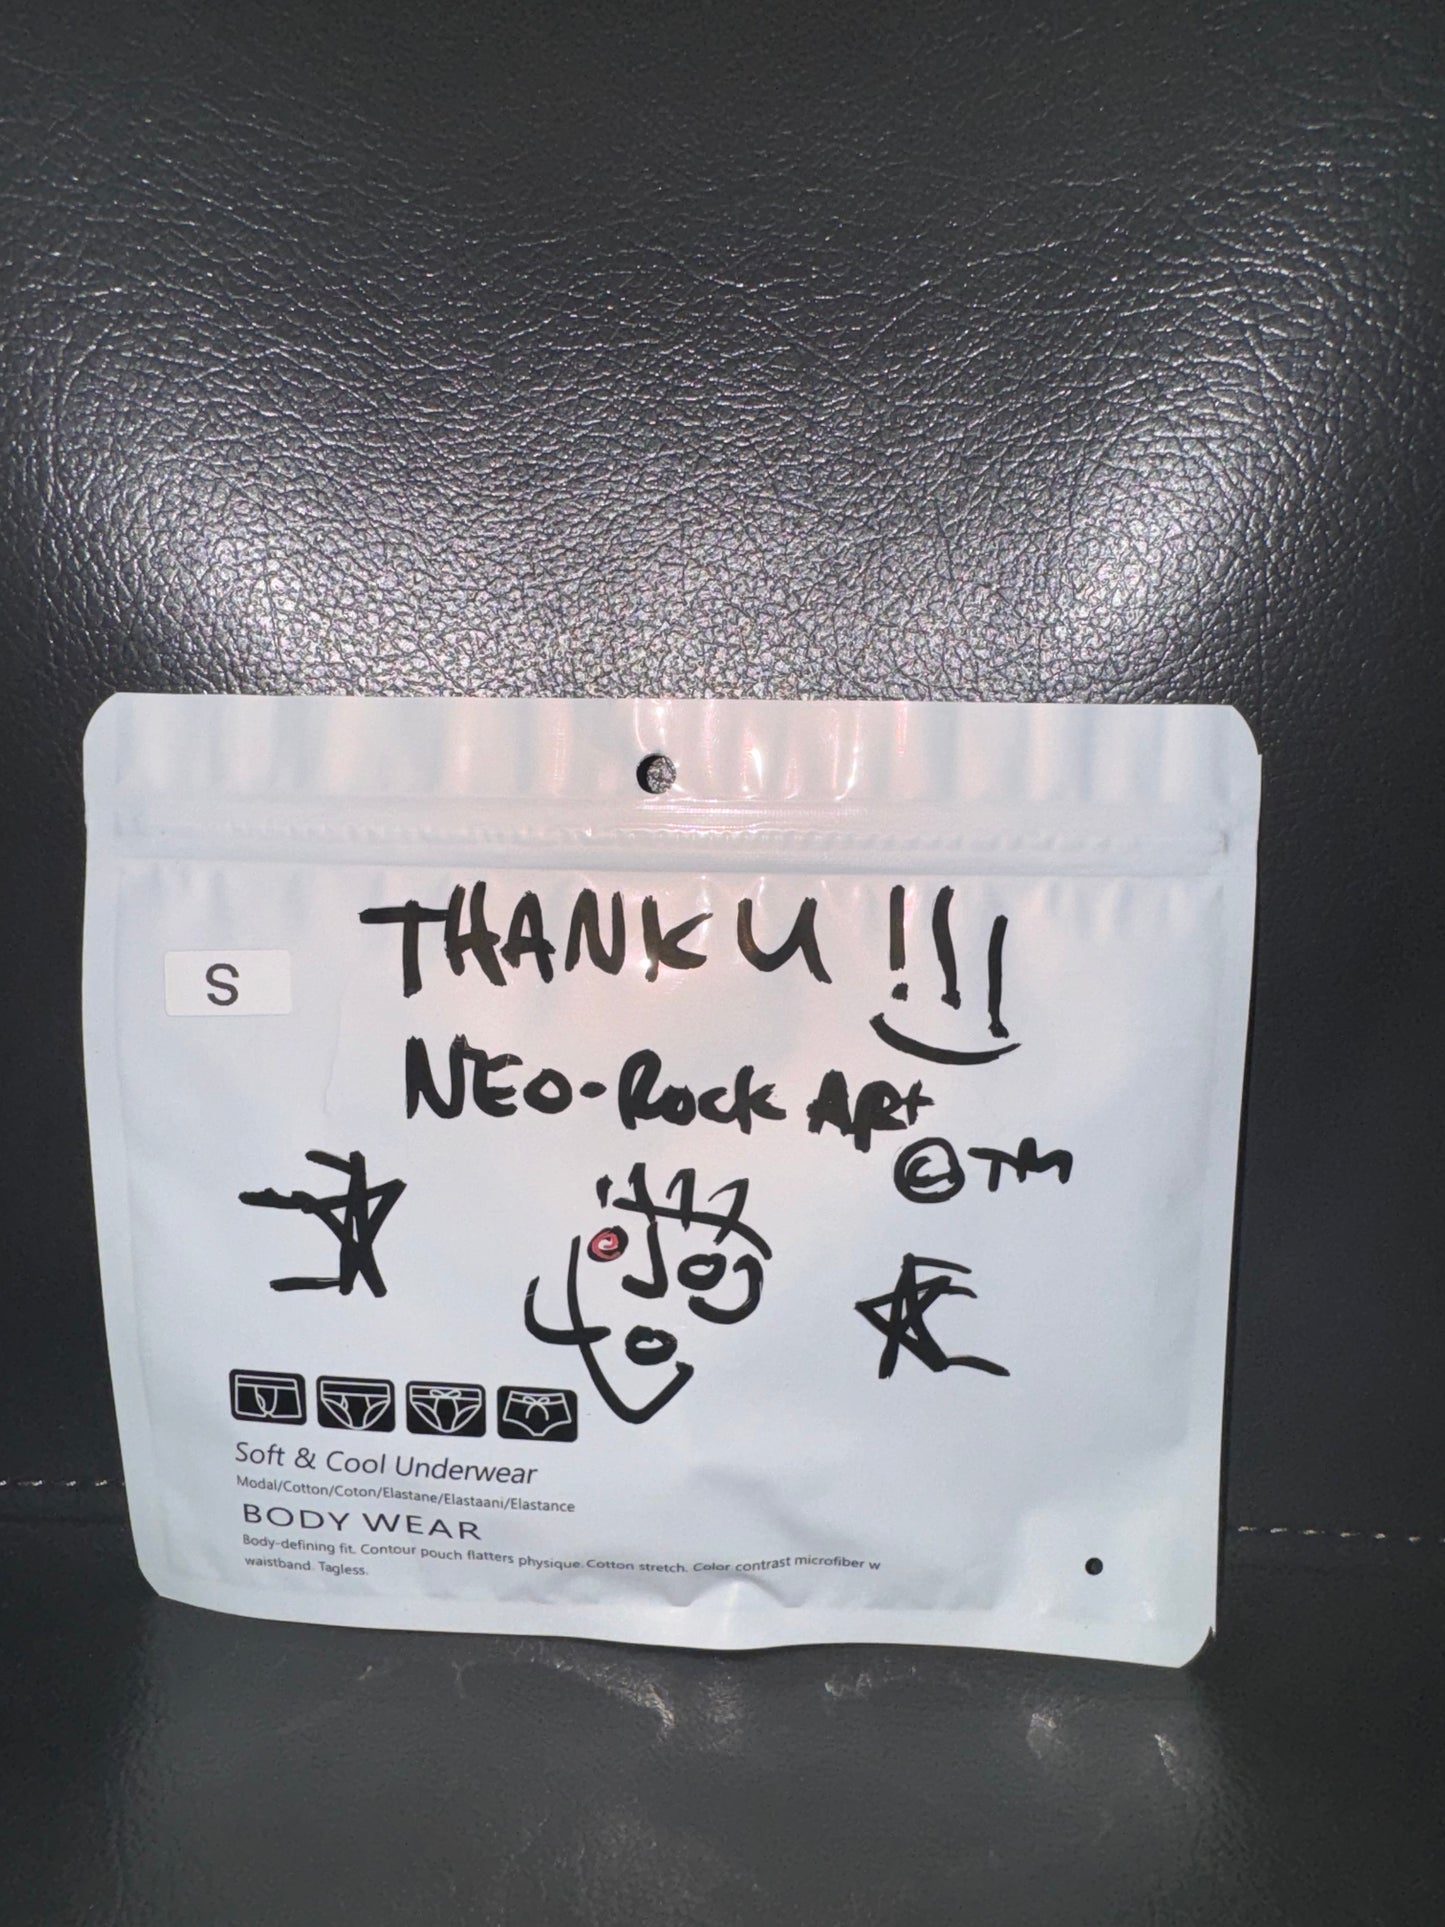 THANK U !!!
S
NEO-ROCK ART
©TM
Soft & Cool Underwear
Modal/Cotton/Coton/Elastane/Elastaani/Elastance
BODY WEAR
Body-defining fit. Contour pouch flatters physique. Cotton stretch. Color contrast microfiber w
waistband. Tagless.